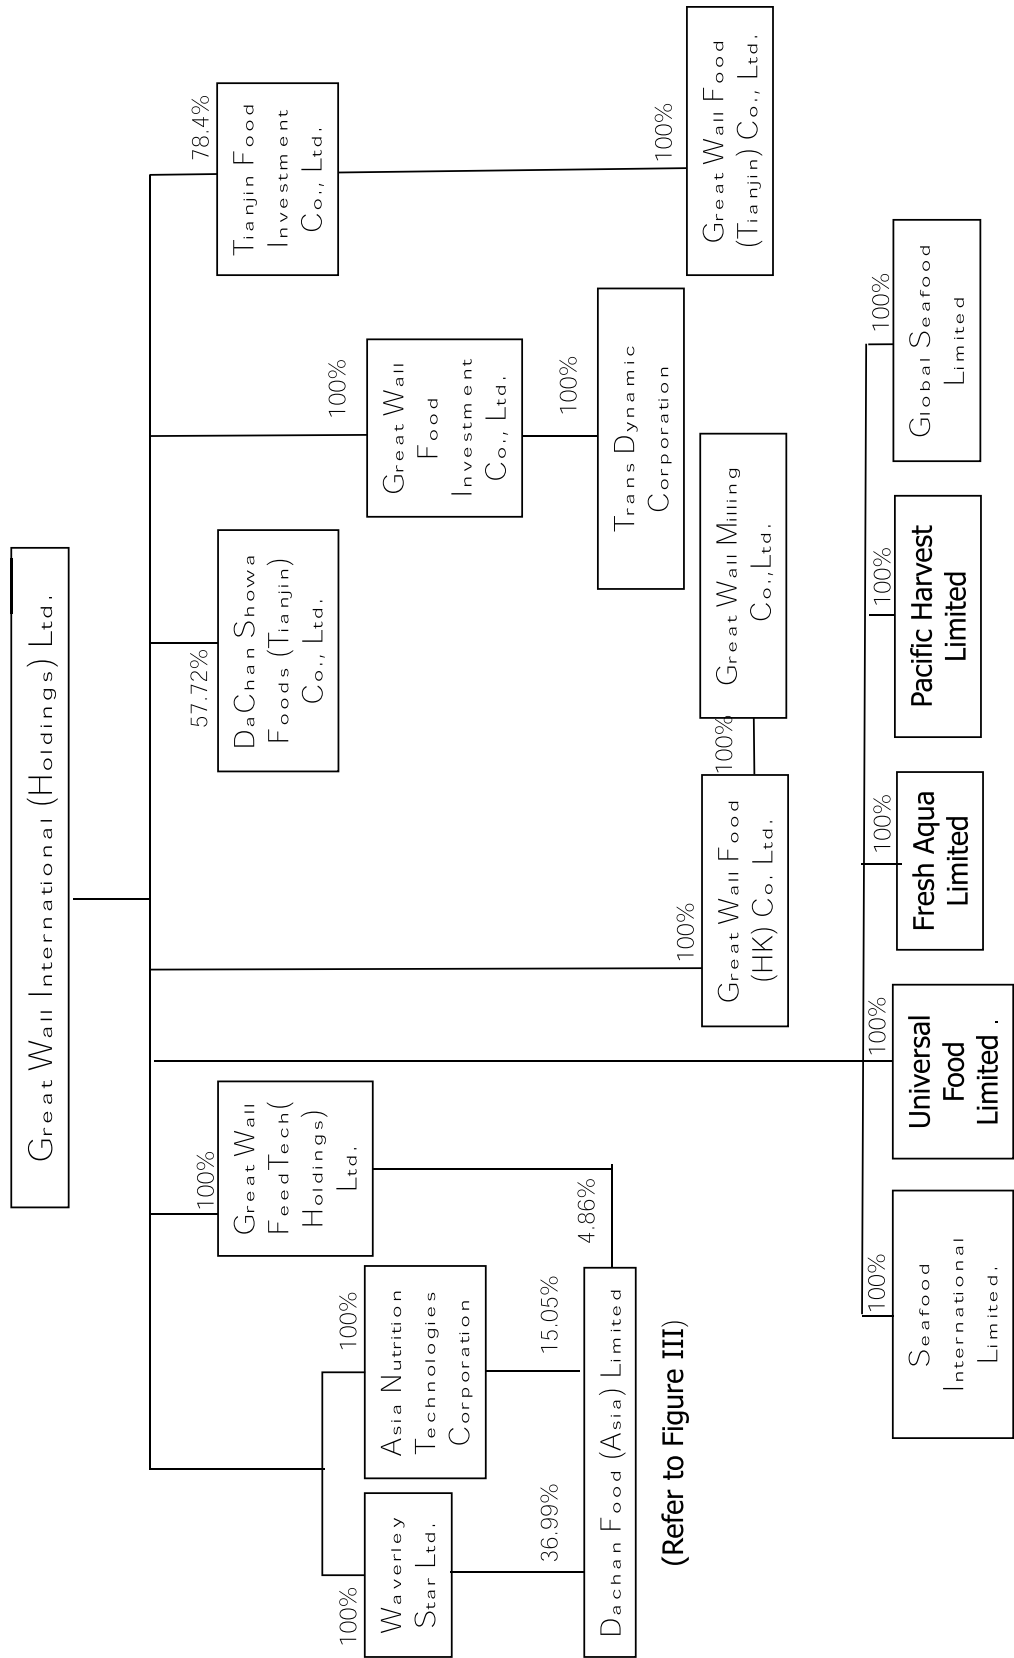 Great Wall International (Holdings) Ltd.
100%
Great Wall
FeedTech(
Holdings)
Ltd.
57.72%
DaChan Showa
Foods (Tianjin)
Co., Ltd.
78.4%
Tianjin Food
Investment
Co., Ltd.
100%
Waverley
Star Ltd.
100%
Asia Nutrition
Technologies
Corporation
100%
Great Wall
Food
Investment
Co., Ltd.
36.99%
15.05%
4.86%
100%
Dachan Food (Asia) Limited
(Refer to Figure III)
Trans Dynamic
Corporation
100%
Great Wall Food
(HK) Co. Ltd.
100%
Great Wall Milling
Co.,Ltd.
100%
Great Wall Food
(Tianjin) Co., Ltd.
100%
Seafood
International
Limited.
100%
Universal
Food
Limited .
100%
Fresh Aqua
Limited
100%
Pacific Harvest
Limited
100%
Global Seafood
Limited